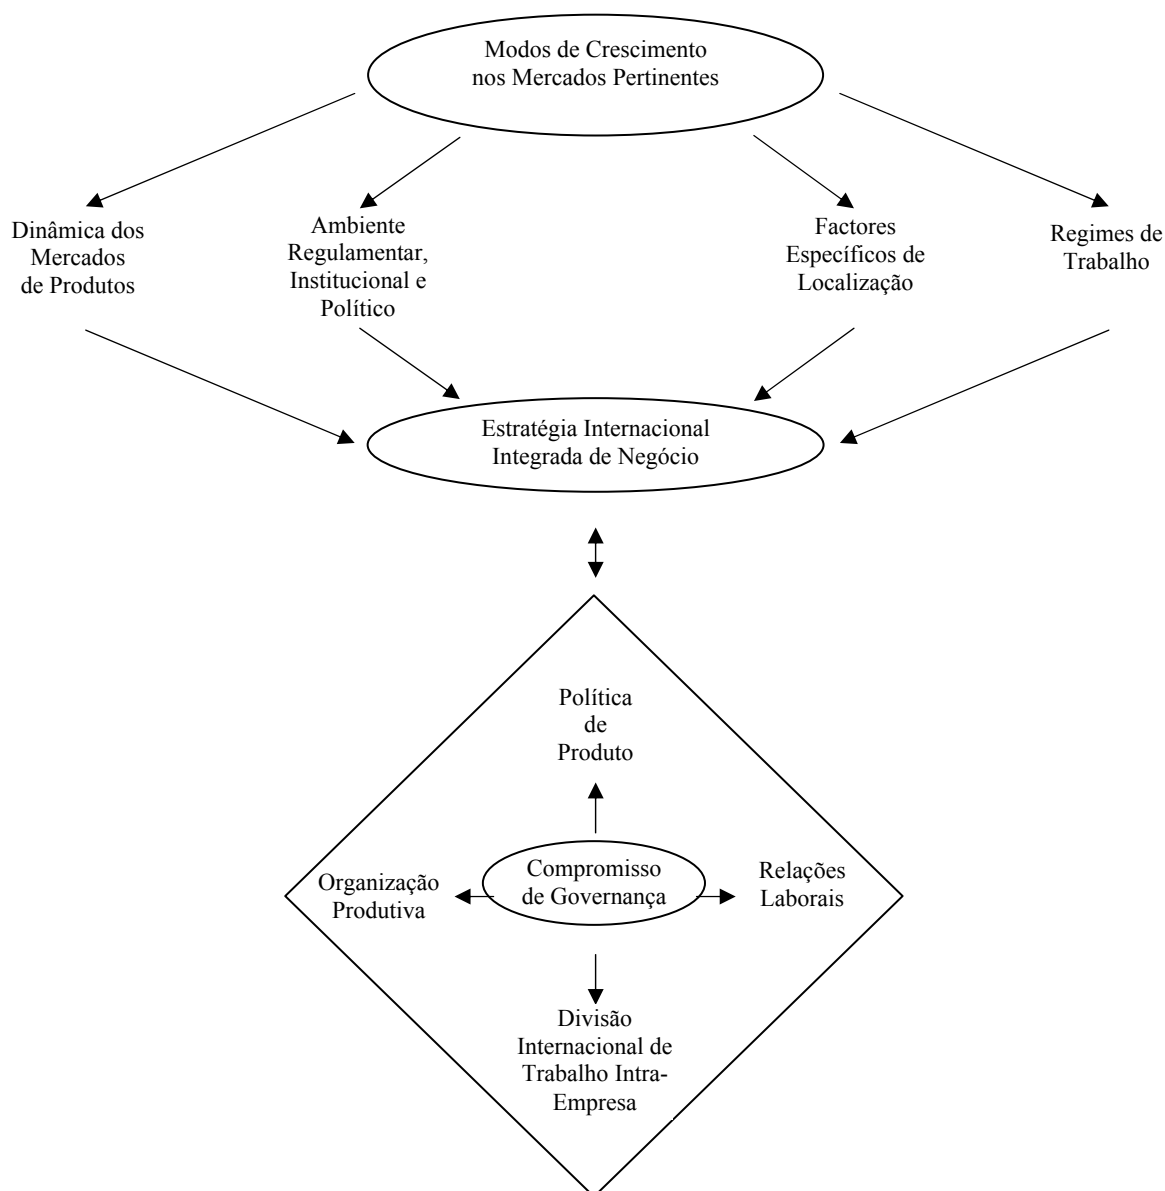 Modos de Crescimento
nos Mercados Pertinentes
Dinâmica dos
Mercados
de Produtos
Ambiente
Regulamentar,
Institucional e
Político
Factores
Específicos de
Localização
Regimes de
Trabalho
Estratégia Internacional
Integrada de Negócio
Política
de
Produto
Organização
Produtiva
Compromisso
de Governança
Relações
Laborais
Divisão
Internacional de
Trabalho Intra-
Empresa